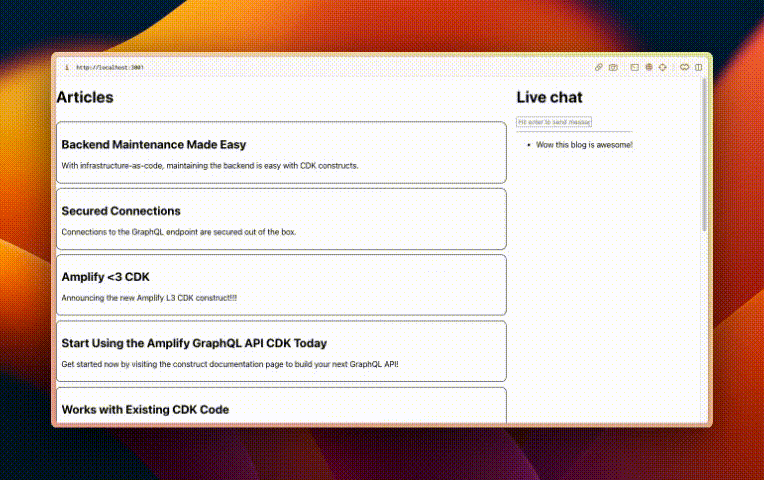 http://localhost:3001
Articles
Backend Maintenance Made Easy
With infrastructure-as-code, maintaining the backend is easy with CDK constructs.
Secured Connections
Connections to the GraphQL endpoint are secured out of the box.
Amplify <3 CDK
Announcing the new Amplify L3 CDK construct!!!!
Start Using the Amplify GraphQL API CDK Today
Get started now by visiting the construct documentation page to build your next GraphQL API!
Works with Existing CDK Code
Live chat
Hit enter to send
Wow this blog is awesome!